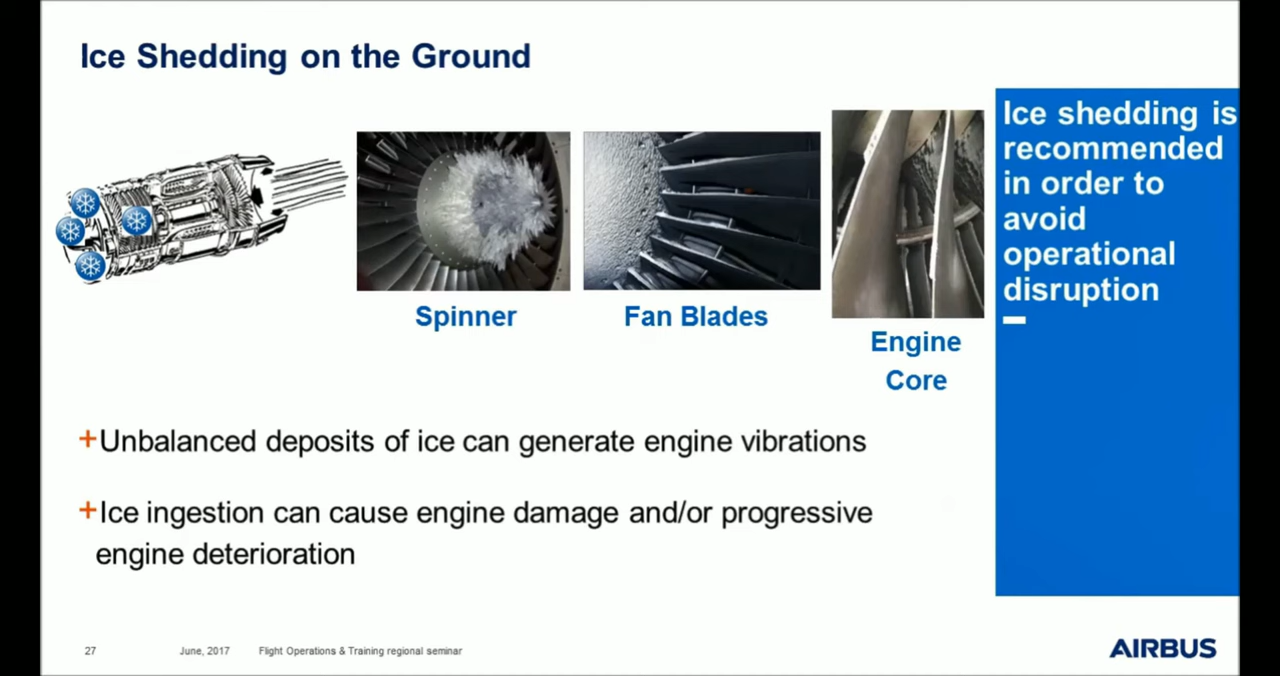 Ice Shedding on the Ground
Ice shedding is
recommended
in order to
avoid
operational
disruption
Spinner
Fan Blades
Engine
Core
+Unbalanced deposits of ice can generate engine vibrations
+Ice ingestion can cause engine damage and/or progressive
engine deterioration
27 June, 2017 Flight Operations & Training regional seminar
AIRBUS